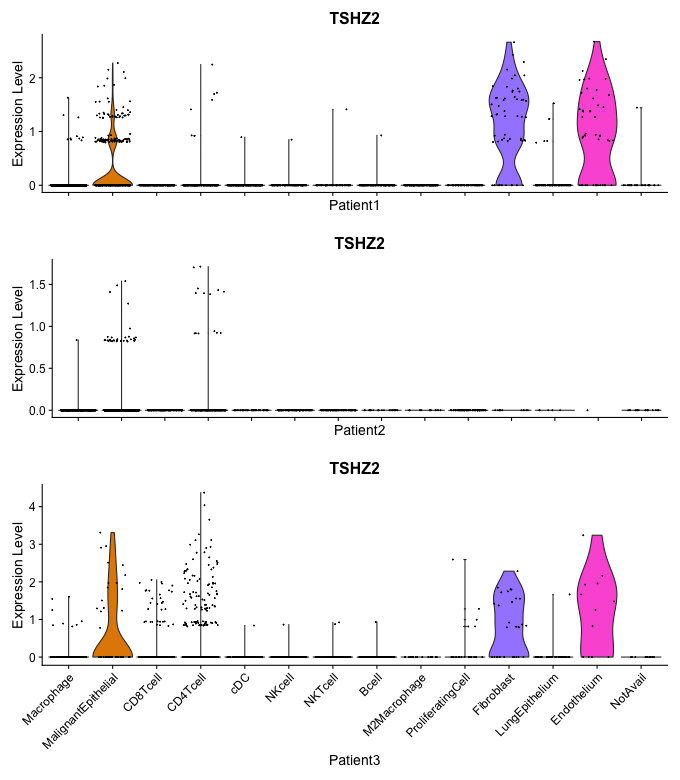 TSHZ2
Expression Level
2
1
0
Patient1
TSHZ2
Expression Level
1.5
1.0
0.5
0.0
Patient2
TSHZ2
Expression Level
4
3
2
1
0
Macrophage
MalignantEpithelial
CD8Tcell
CD4Tcell
cDC
NKcell
NKTcell
Bcell
M2Macrophage
ProliferatingCell
Fibroblast
LungEpithelium
Endothelium
NotAvail
Patient3